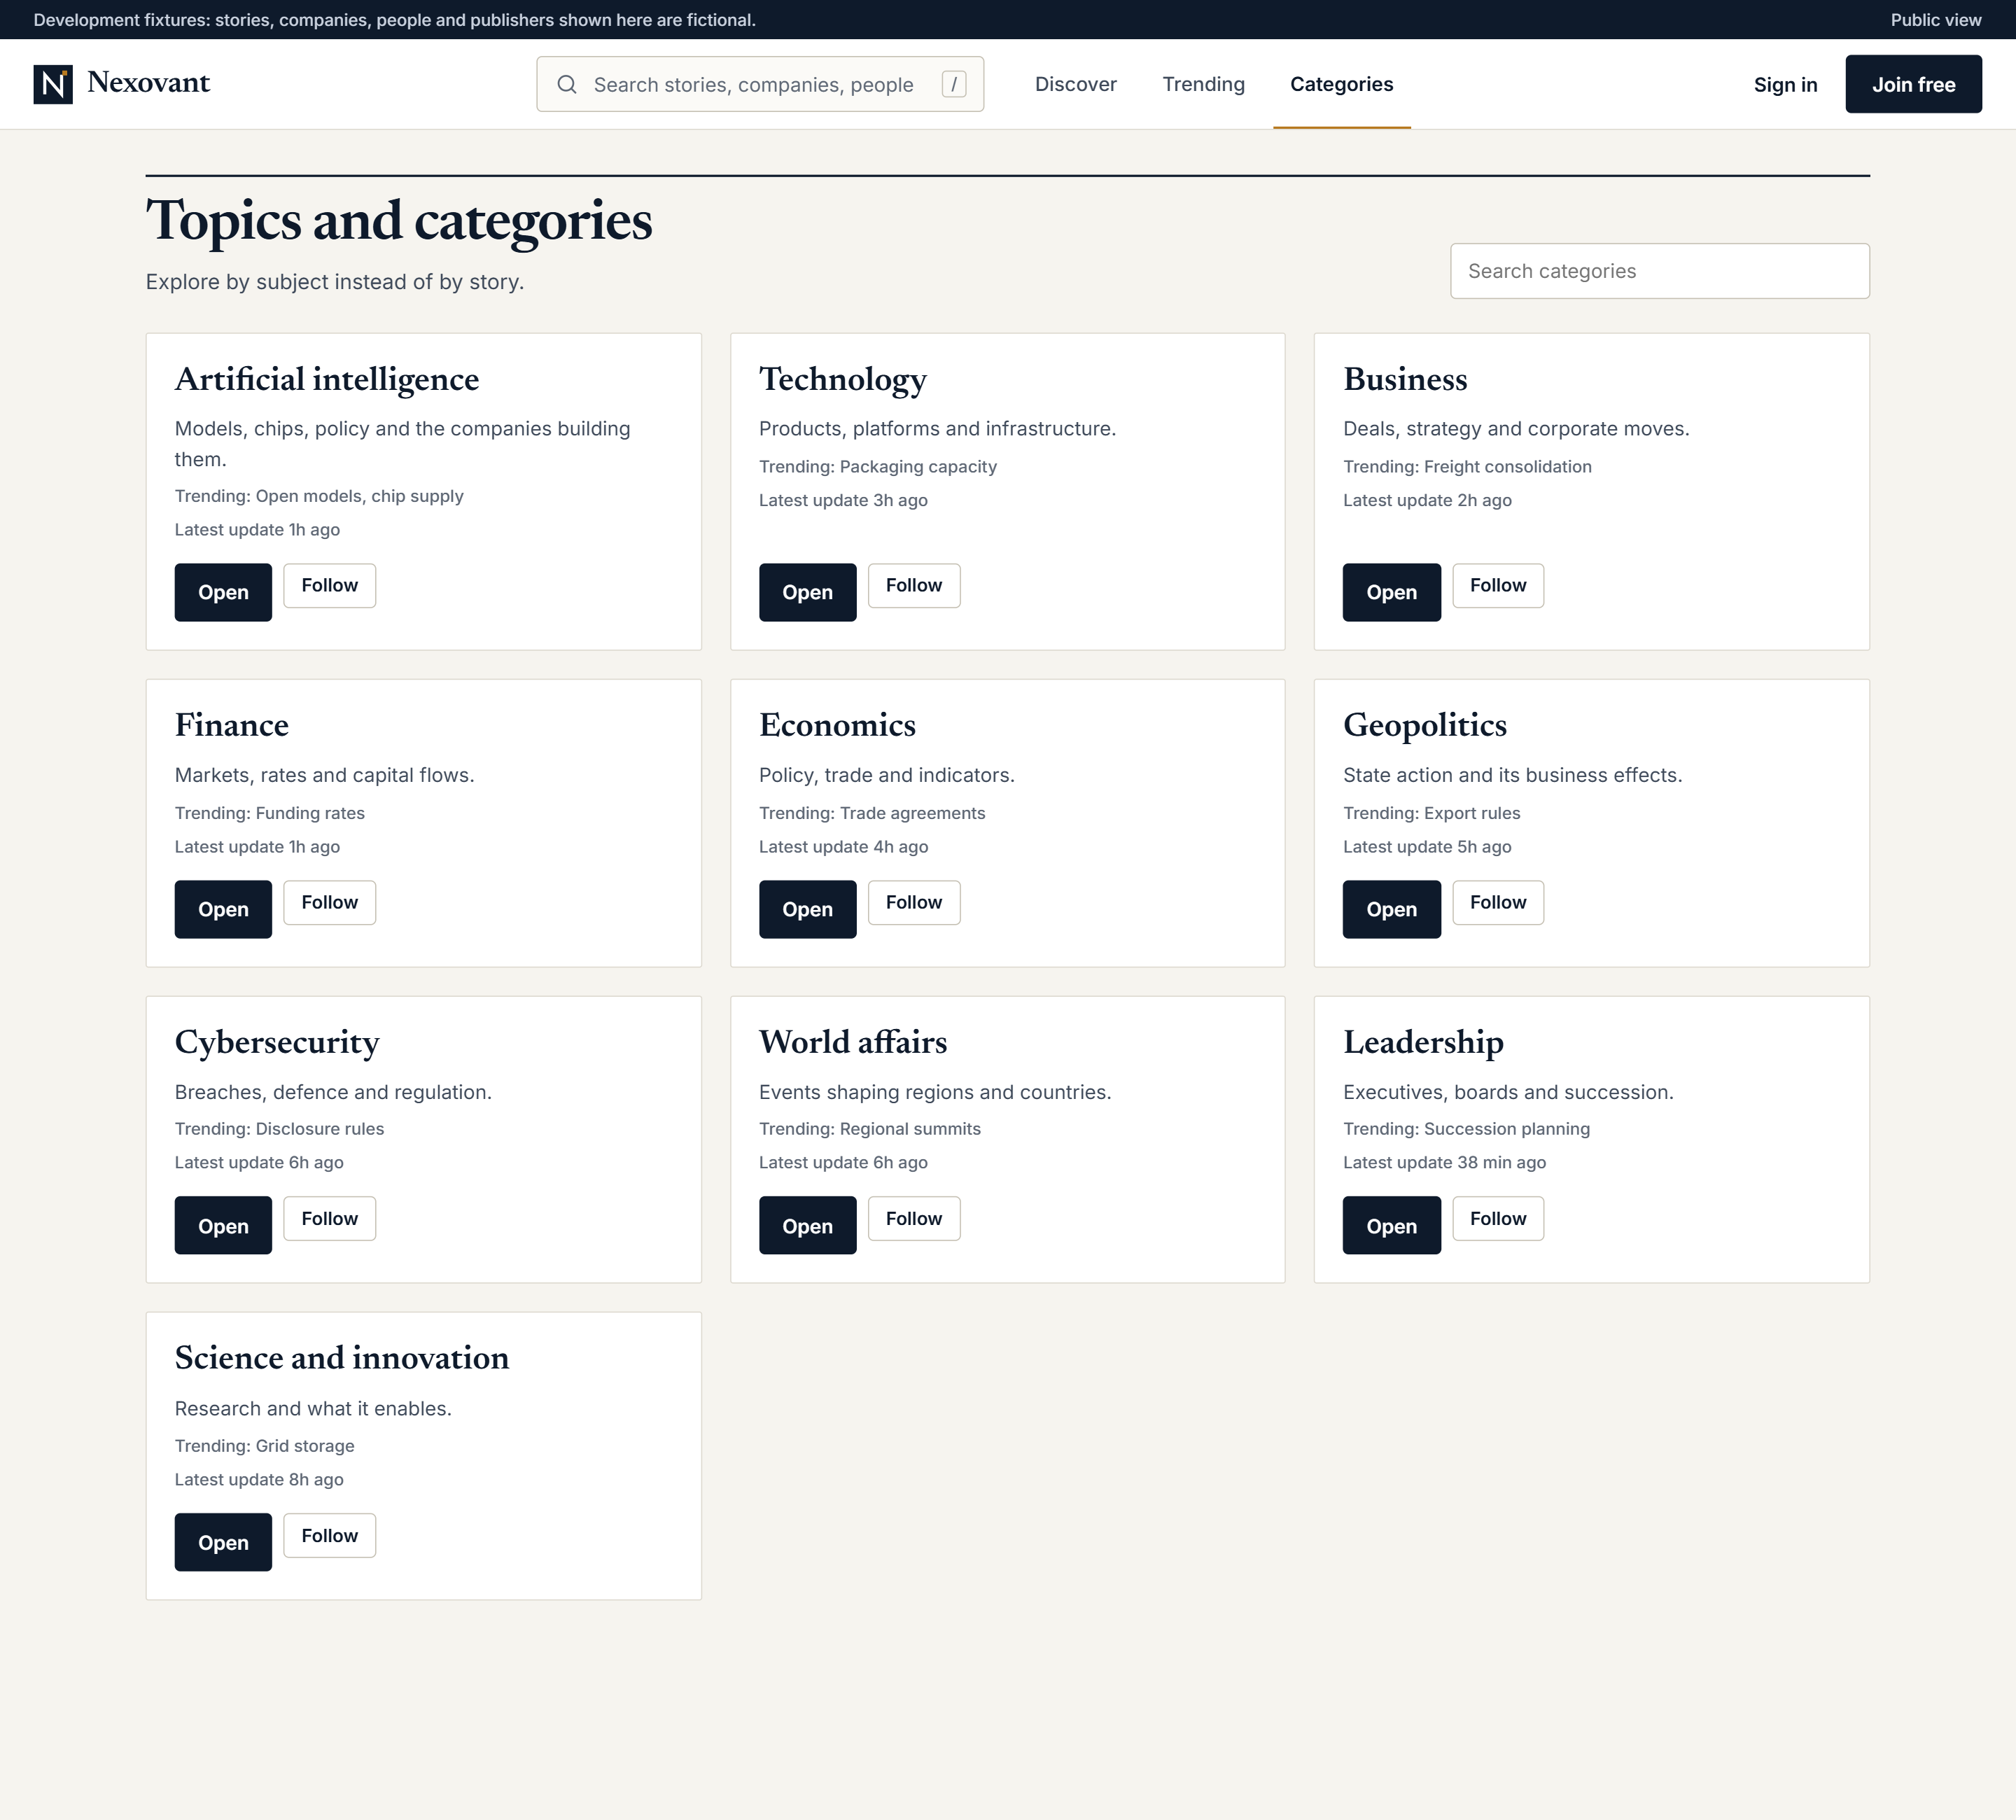 Development fixtures: stories, companies, people and publishers shown here are fictional.
Public view
N
Nexovant
Search stories, companies, people
/
Discover
Trending
Categories
Sign in
Join free
Topics and categories
Explore by subject instead of by story.
Search categories
Artificial intelligence
Models, chips, policy and the companies building
them.
Trending: Open models, chip supply
Latest update 1h ago
Open
Follow
Technology
Products, platforms and infrastructure.
Trending: Packaging capacity
Latest update 3h ago
Open
Follow
Business
Deals, strategy and corporate moves.
Trending: Freight consolidation
Latest update 2h ago
Open
Follow
Finance
Markets, rates and capital flows.
Trending: Funding rates
Latest update 1h ago
Open
Follow
Economics
Policy, trade and indicators.
Trending: Trade agreements
Latest update 4h ago
Open
Follow
Geopolitics
State action and its business effects.
Trending: Export rules
Latest update 5h ago
Open
Follow
Cybersecurity
Breaches, defence and regulation.
Trending: Disclosure rules
Latest update 6h ago
Open
Follow
World affairs
Events shaping regions and countries.
Trending: Regional summits
Latest update 6h ago
Open
Follow
Leadership
Executives, boards and succession.
Trending: Succession planning
Latest update 38 min ago
Open
Follow
Science and innovation
Research and what it enables.
Trending: Grid storage
Latest update 8h ago
Open
Follow